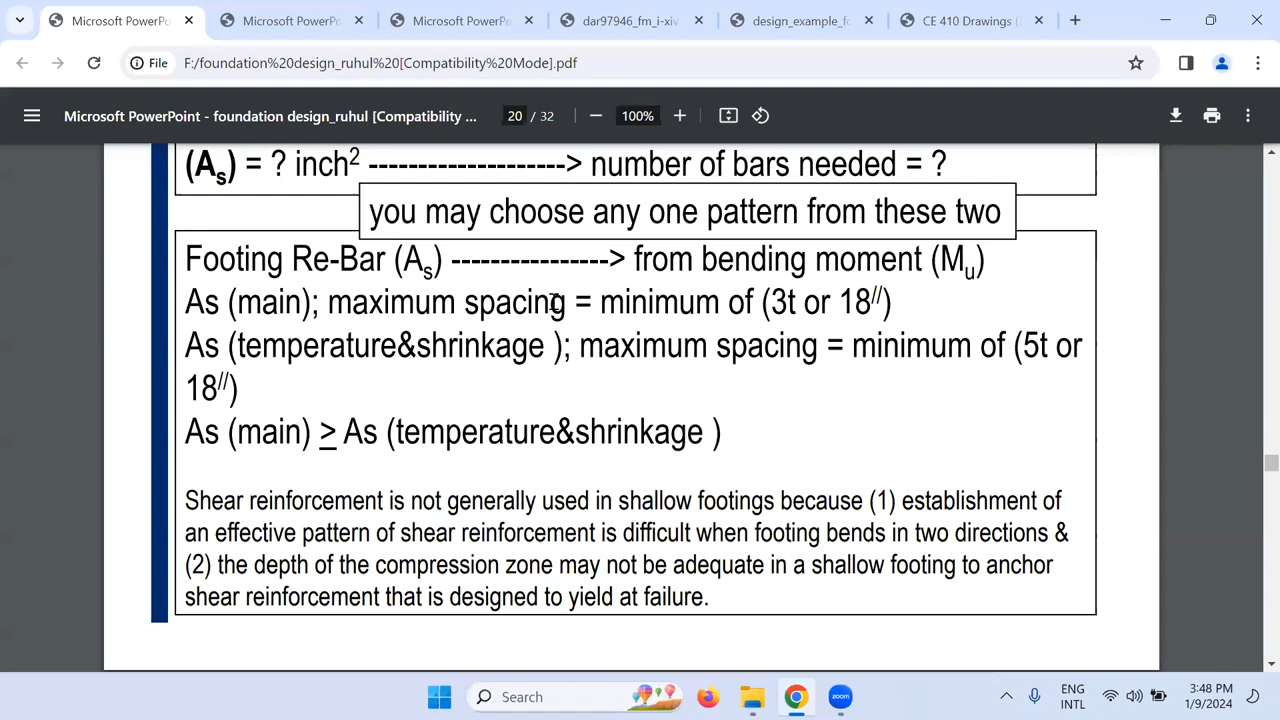 Microsoft PowerPo
Microsoft PowerPo
Microsoft PowerPo
dar97946_fm_i-xiv
design_example_fo
CE 410 Drawings (
File
F:/foundation%20design_ruhul%20[Compatibility%20Mode].pdf
Microsoft PowerPoint - foundation design_ruhul [Compatibility ...
20 / 32
100%
(As) = ? inch2 --------------------> number of bars needed = ?
you may choose any one pattern from these two
Footing Re-Bar (As) ----------------> from bending moment (Mu)
As (main); maximum spacing = minimum of (3t or 18//)
As (temperature&shrinkage ); maximum spacing = minimum of (5t or
18//)
As (main) ≥ As (temperature&shrinkage )
Shear reinforcement is not generally used in shallow footings because (1) establishment of
an effective pattern of shear reinforcement is difficult when footing bends in two directions &
(2) the depth of the compression zone may not be adequate in a shallow footing to anchor
shear reinforcement that is designed to yield at failure.
Search
zoom
ENG
INTL
3:48 PM
1/9/2024